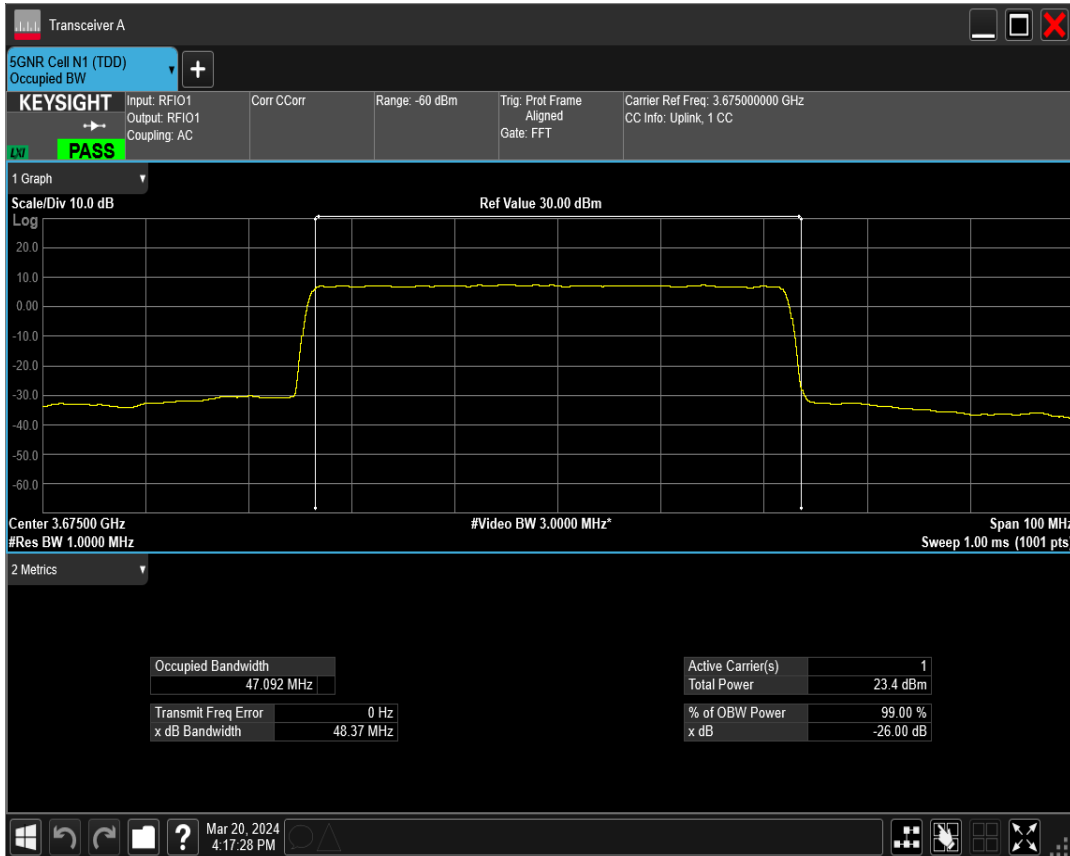 Transceiver A
5GNR Cell N1 (TDD)
Occupied BW
+
KEYSIGHT
LXI
PASS
Input: RFIO1
Output: RFIO1
Coupling: AC
Corr CCorr
Range: -60 dBm
Trig: Prot Frame
Aligned
Gate: FFT
Carrier Ref Freq: 3.675000000 GHz
CC Info: Uplink, 1 CC
1 Graph
Scale/Div 10.0 dB
Ref Value 30.00 dBm
Log
20.0
10.0
0.00
-10.0
-20.0
-30.0
-40.0
-50.0
-60.0
Center 3.67500 GHz
#Video BW 3.0000 MHz*
Span 100 MHz
#Res BW 1.0000 MHz
Sweep 1.00 ms (1001 pts)
2 Metrics
Occupied Bandwidth
47.092 MHz
Transmit Freq Error 0 Hz
x dB Bandwidth 48.37 MHz
Active Carrier(s) 1
Total Power 23.4 dBm
% of OBW Power 99.00 %
x dB -26.00 dB
?
Mar 20, 2024
4:17:28 PM